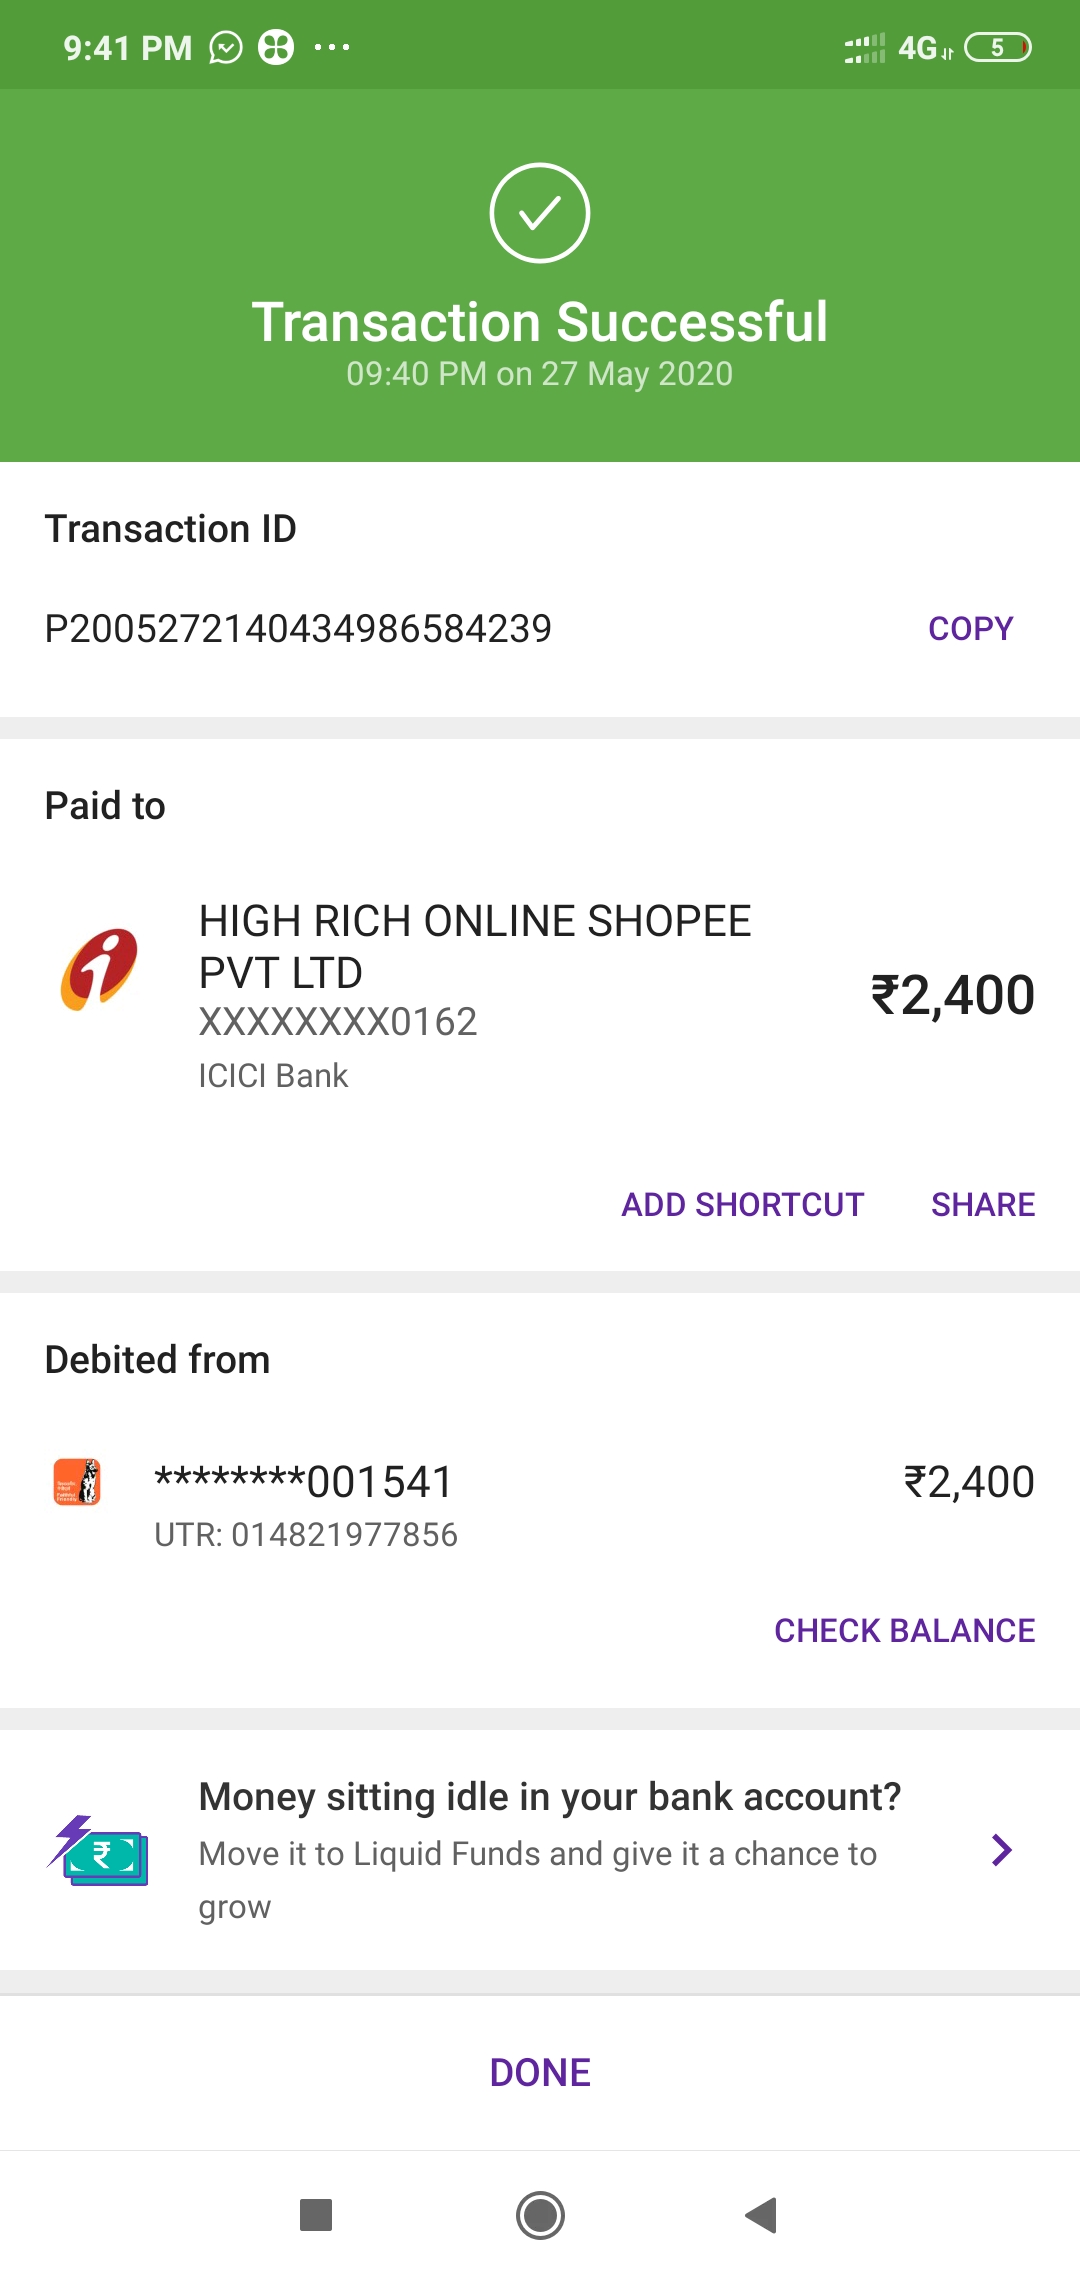 9:41 PM
4G
5
Transaction Successful
09:40 PM on 27 May 2020
Transaction ID
P2005272140434986584239
COPY
Paid to
HIGH RICH ONLINE SHOPEE
PVT LTD
XXXXXXXX0162
ICICI Bank
₹2,400
ADD SHORTCUT SHARE
Debited from
********001541
₹2,400
UTR: 014821977856
CHECK BALANCE
Money sitting idle in your bank account?
Move it to Liquid Funds and give it a chance to
grow
DONE